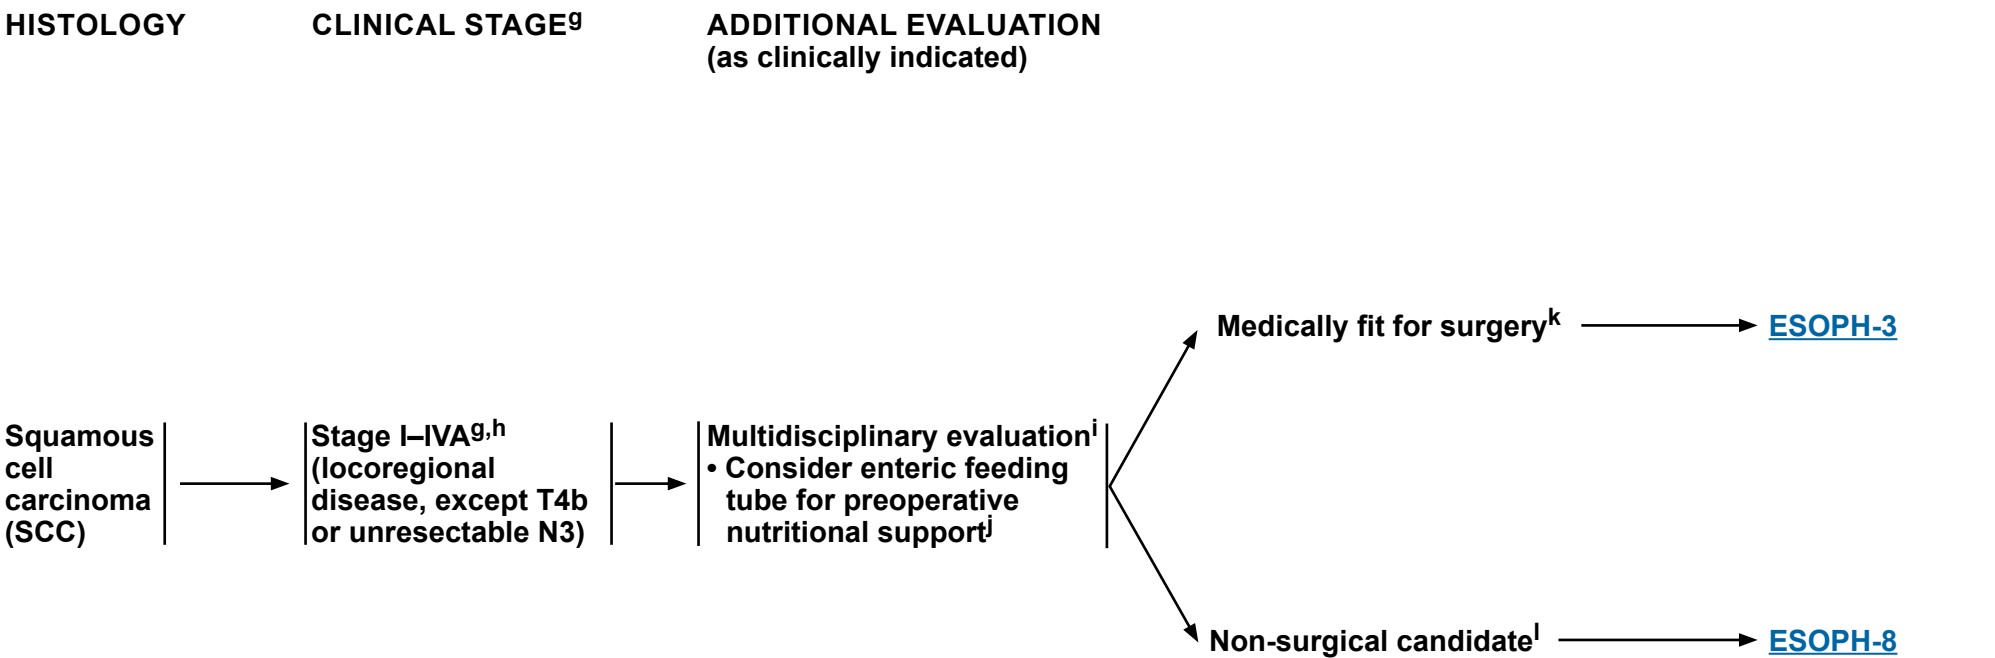 HISTOLOGY
CLINICAL STAGEg
ADDITIONAL EVALUATION
(as clinically indicated)
Squamous
cell
carcinoma
(SCC)
Stage I–IVAg,h
(locoregional
disease, except T4b
or unresectable N3)
Multidisciplinary evaluationi
• Consider enteric feeding
tube for preoperative
nutritional supportj
Medically fit for surgeryk
ESOPH-3
Non-surgical candidatel
ESOPH-8